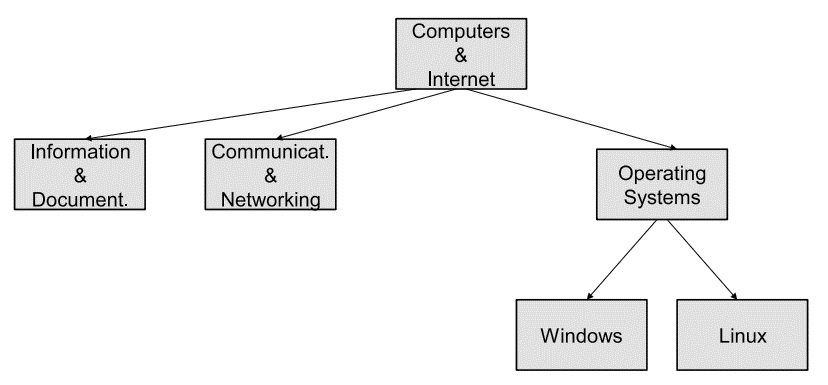 Computers
&
Internet
Information
&
Document.
Communicat.
&
Networking
Operating
Systems
Windows
Linux